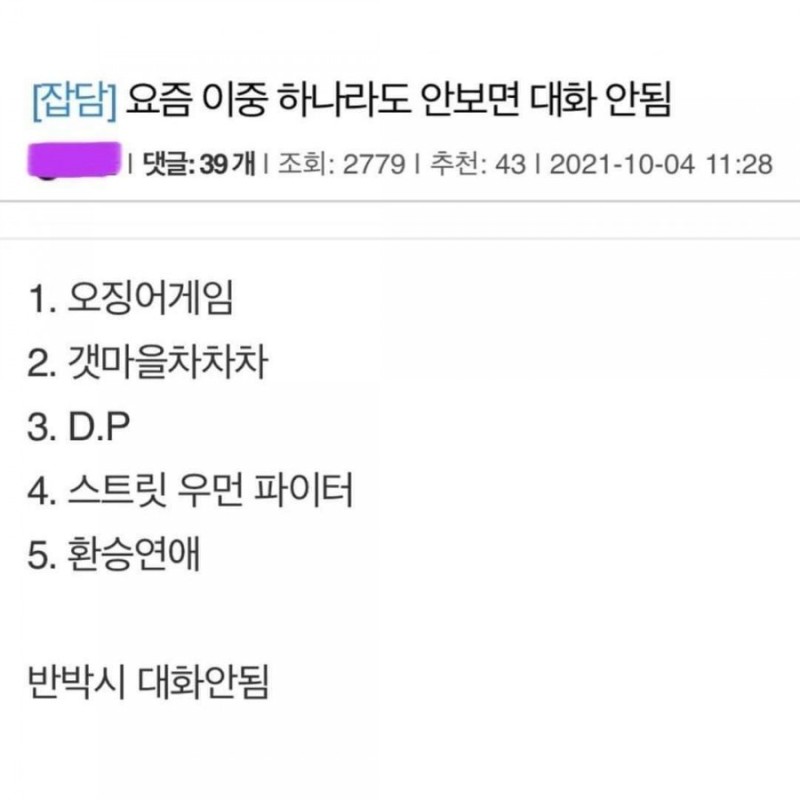 [잡담] 요즘 이중 하나라도 안보면 대화 안됨
| 댓글: 39개 | 조회: 2779 | 추천: 43 | 2021-10-04 11:28
1. 오징어게임
2. 갯마을차차차
3. D.P
4. 스트릿 우먼 파이터
5. 환승연애
반박시 대화안됨